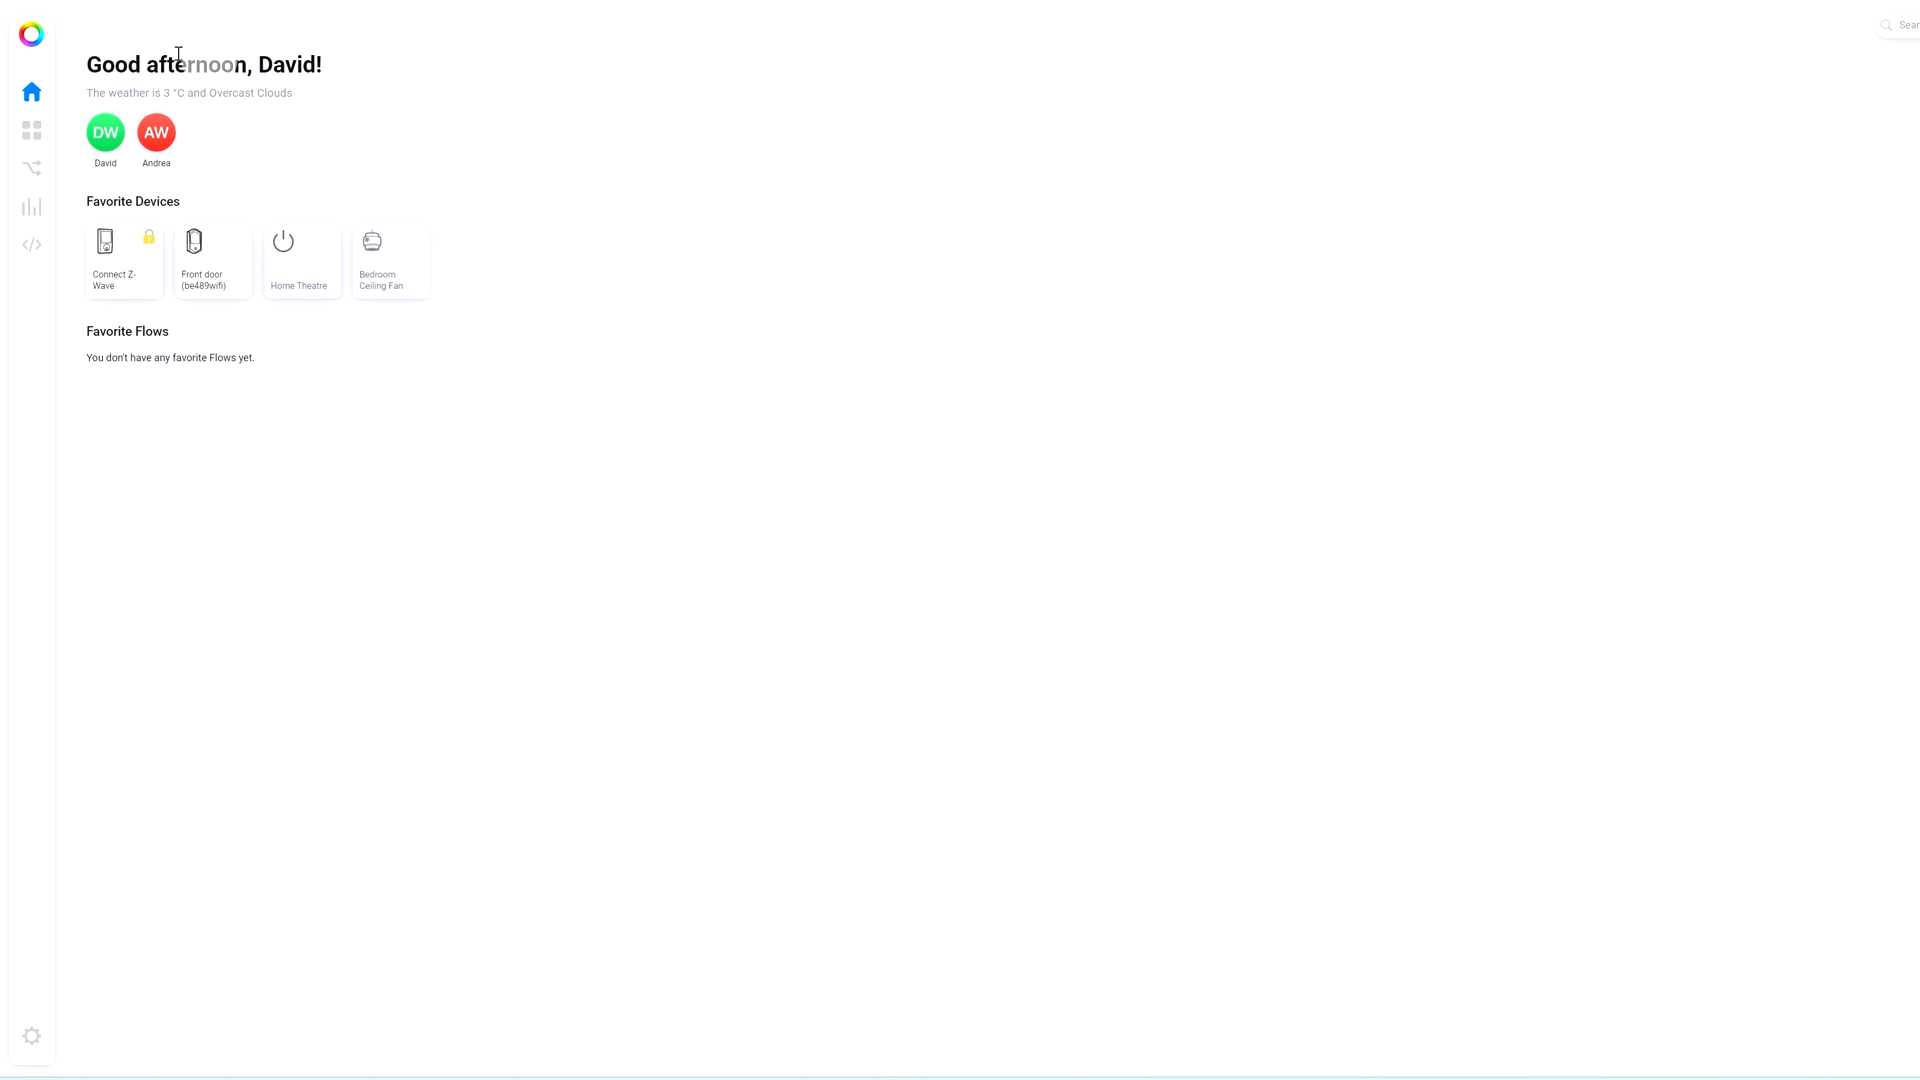 Sear
Good afternoon, David!
The weather is 3 °C and Overcast Clouds
DW AW
David Andrea
Favorite Devices
Connect Z-
Wave
Front door
(be489wifi)
Home Theatre
Bedroom
Ceiling Fan
Favorite Flows
You don't have any favorite Flows yet.